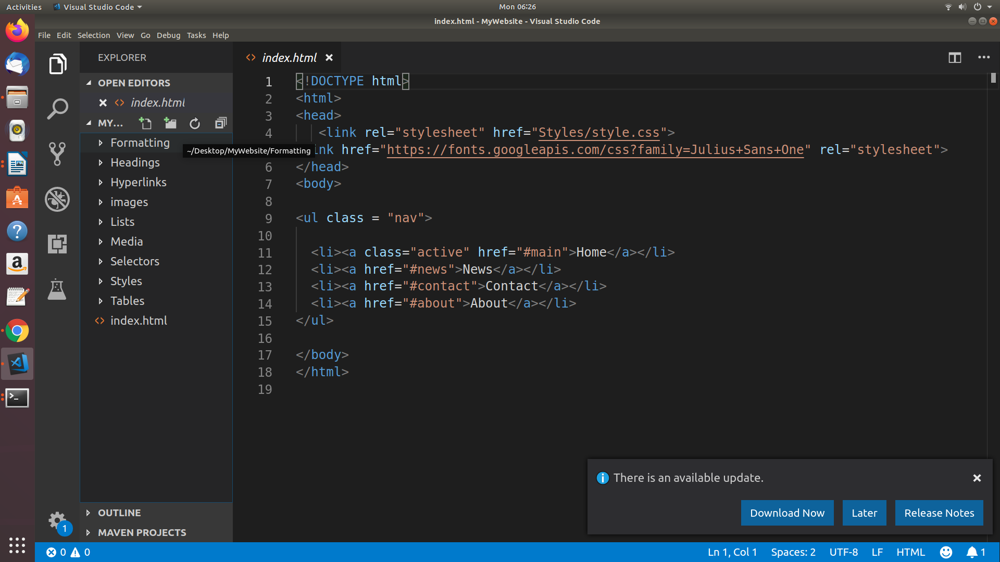 Activities Visual Studio Code Mon 06:26
index.html - MyWebsite - Visual Studio Code
File Edit Selection View Go Debug Tasks Help
EXPLORER
OPEN EDITORS
index.html
MY...
Formatting
~/Desktop/MyWebsite/Formatting
Headings
Hyperlinks
images
Lists
Media
Selectors
Styles
Tables
index.html
OUTLINE
MAVEN PROJECTS
1
index.html
1 <!DOCTYPE html>
2 <html>
3 <head>
4 <link rel="stylesheet" href="Styles/style.css">
ink href="https://fonts.googleapis.com/css?family=Julius+Sans+One" rel="stylesheet">
6 </head>
7 <body>
8
9 <ul class = "nav">
10
11 <li><a class="active" href="#main">Home</a></li>
12 <li><a href="#news">News</a></li>
13 <li><a href="#contact">Contact</a></li>
14 <li><a href="#about">About</a></li>
15 </ul>
16
17 </body>
18 </html>
19
There is an available update.
Download Now Later Release Notes
0 0 Ln 1, Col 1 Spaces: 2 UTF-8 LF HTML 1